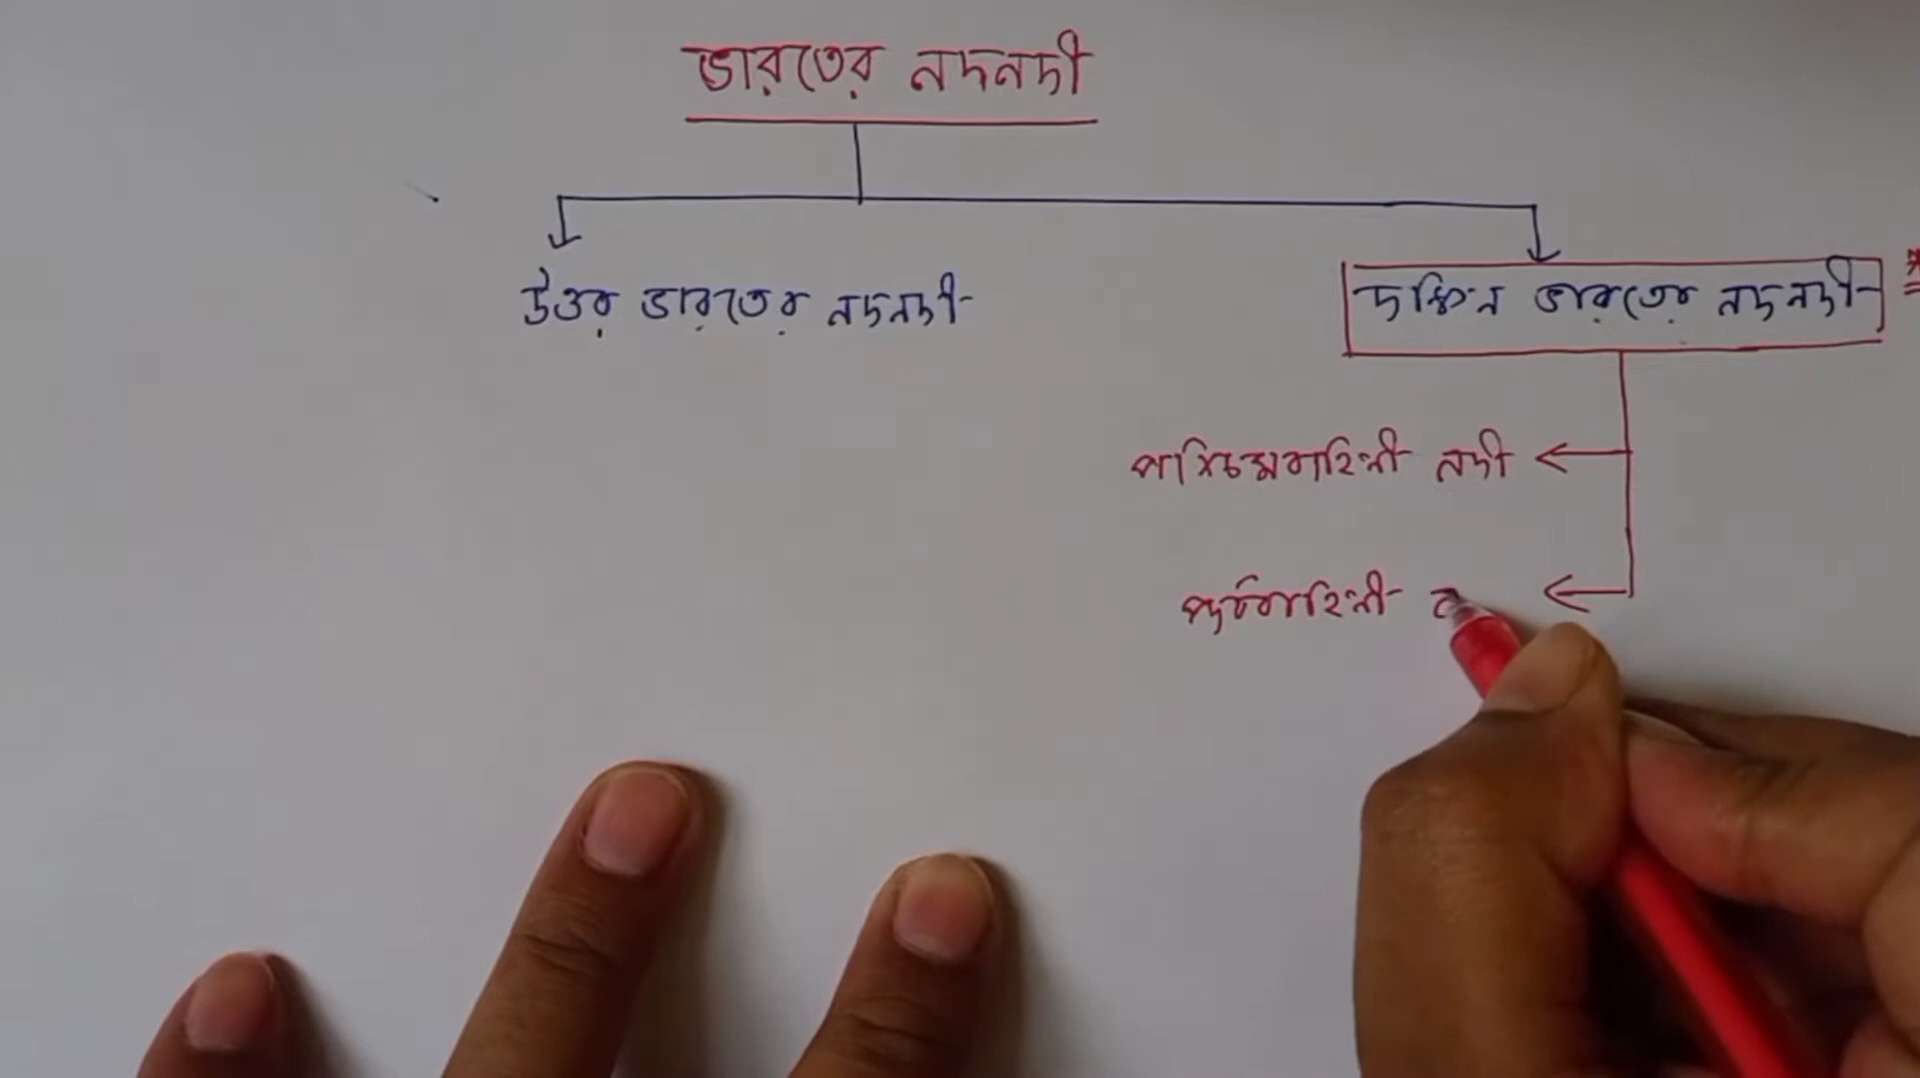 ভারতের নদনদী
উত্তর ভারতের নদনদী
দক্ষিন ভারতের নদনদী
পশ্চিমবাহিনী নদী
পূর্ববাহিনী ন